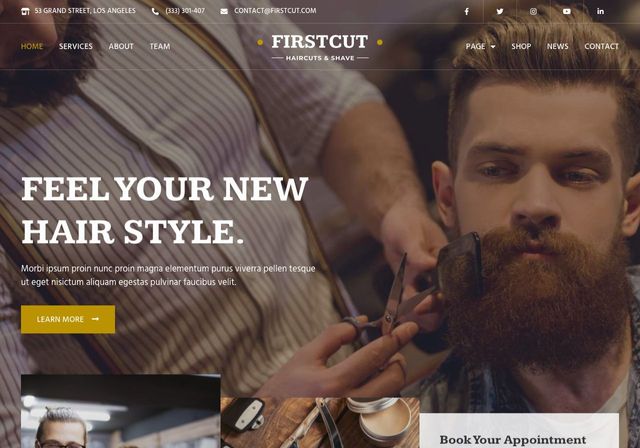 53 GRAND STREET, LOS ANGELES
(333) 301-407
CONTACT@FIRSTCUT.COM
HOME
SERVICES
ABOUT
TEAM
FIRSTCUT
HAIRCUTS & SHAVE
PAGE
SHOP
NEWS
CONTACT
FEEL YOUR NEW
HAIR STYLE.
Morbi ipsum proin nunc proin magna elementum purus viverra pellen tesque
ut eget nisictum aliquam egestas pulvinar faucibus velit.
LEARN MORE
Book Your Appointment